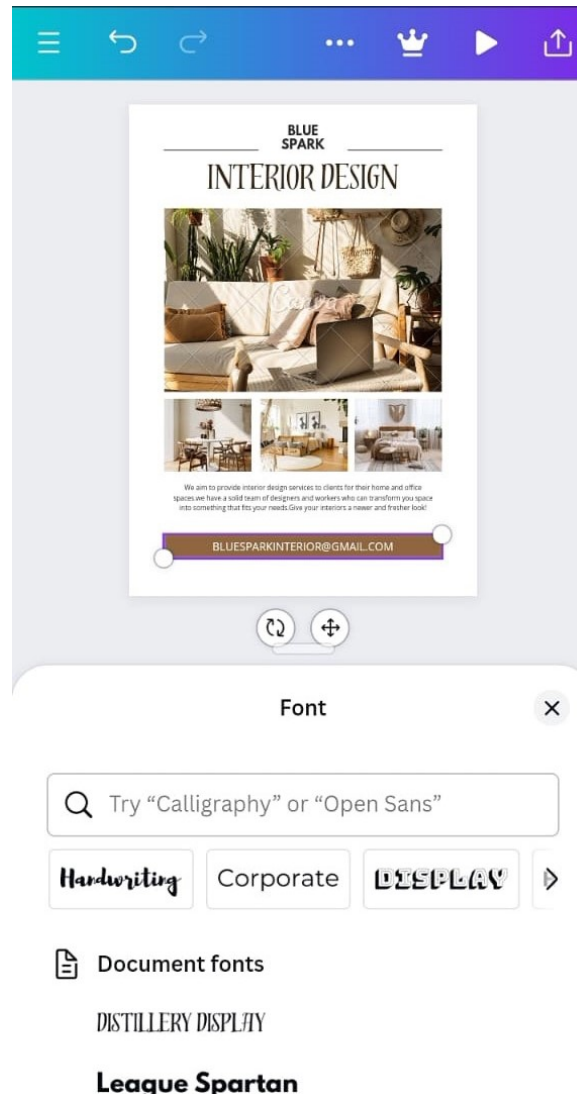 BLUE
SPARK
INTERIOR DESIGN
Canva
We aim to provide interior design services to clients for their home and office
spaces.we have a solid team of designers and workers who can transform you space
into something that fits your needs.Give your interiors a newer and fresher look!
BLUESPARKINTERIOR@GMAIL.COM
Font
Try “Calligraphy” or “Open Sans”
Handwriting Corporate DISPLAY
Document fonts
DISTILLERY DISPLAY
League Spartan